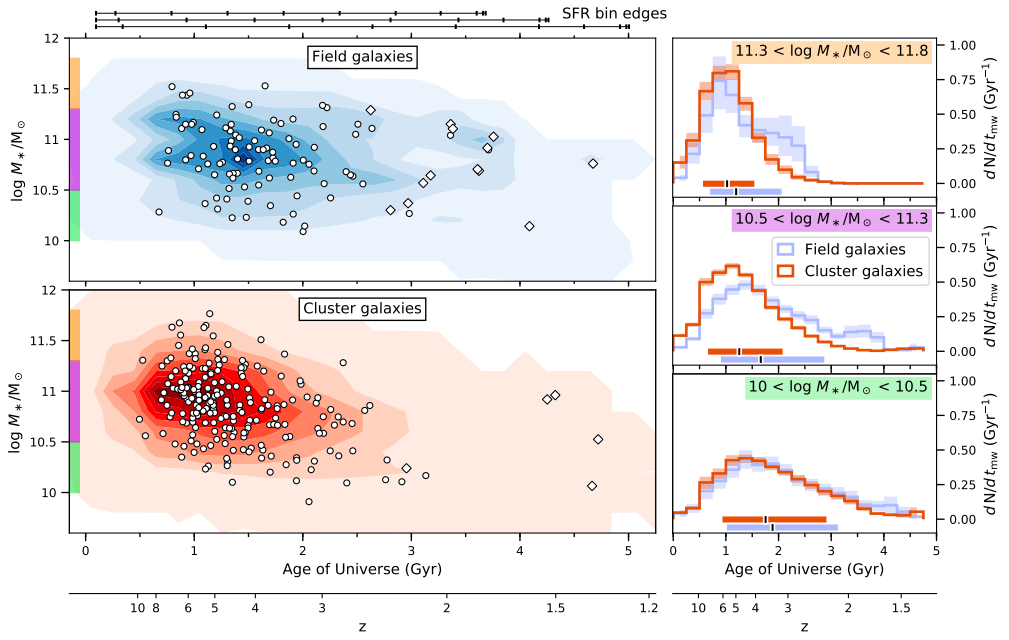 SFR bin edges
Field galaxies
12
11.5
11
10.5
10
log M∗/M⊙
Cluster galaxies
12
11.5
11
10.5
10
log M∗/M⊙
0 1 2 3 4 5
Age of Universe (Gyr)
10 8 6 5 4 3 2 1.5 1.2
z
11.3 < log M∗/M⊙ < 11.8
1.00
0.75
0.50
0.25
0.00
dN/dtmw (Gyr⁻¹)
10.5 < log M∗/M⊙ < 11.3
Field galaxies
Cluster galaxies
1.00
0.75
0.50
0.25
0.00
dN/dtmw (Gyr⁻¹)
10 < log M∗/M⊙ < 10.5
1.00
0.75
0.50
0.25
0.00
dN/dtmw (Gyr⁻¹)
0 1 2 3 4 5
Age of Universe (Gyr)
10 6 5 4 3 2 1.5
z